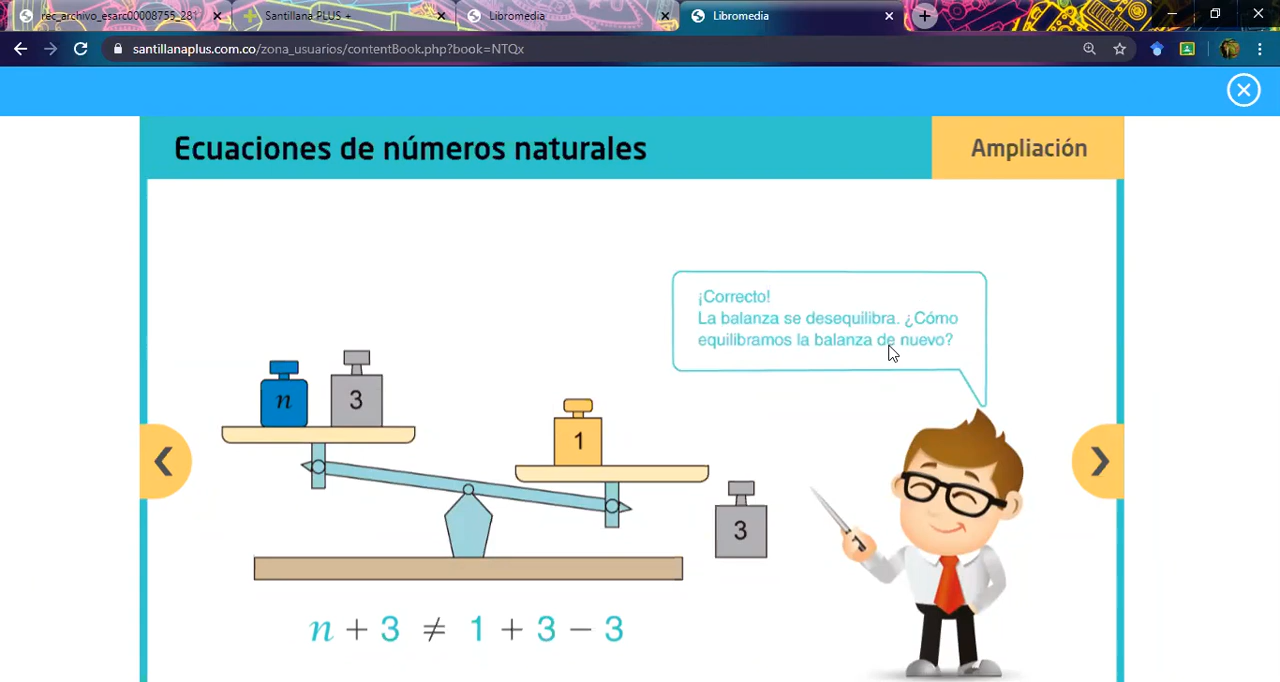 rec_archivo_esarc00008755_281
Santillana PLUS +
Libromedia
Libromedia
santillanaplus.com.co/zona_usuarios/contentBook.php?book=NTQx
Ecuaciones de números naturales
Ampliación
¡Correcto!
La balanza se desequilibra. ¿Cómo
equilibramos la balanza de nuevo?
n
3
1
3
n + 3 ≠ 1 + 3 − 3